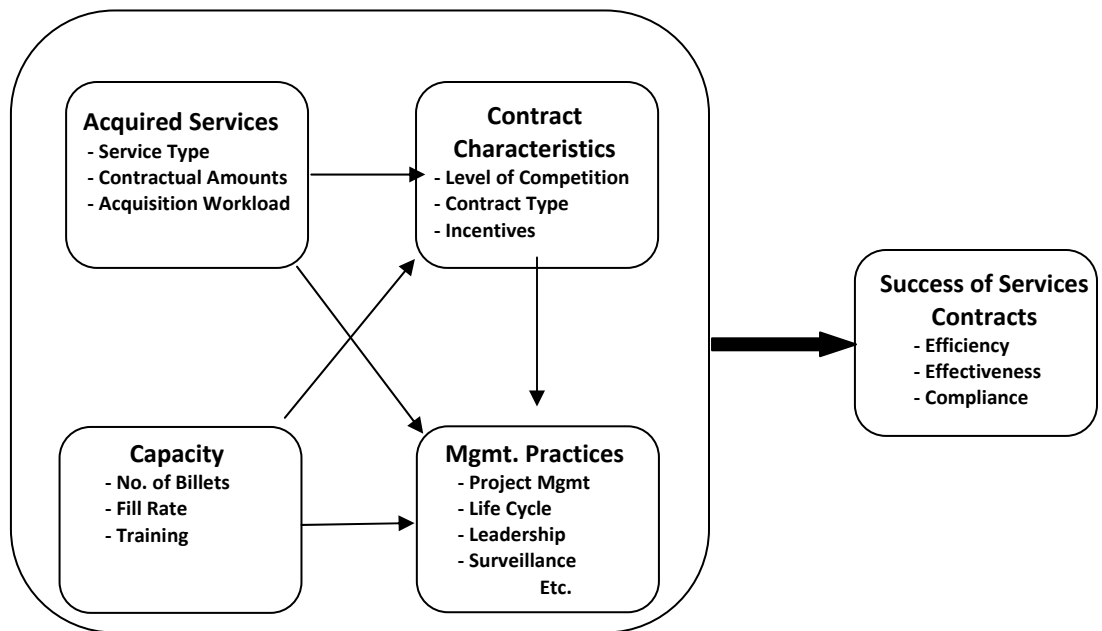 Acquired Services
- Service Type
- Contractual Amounts
- Acquisition Workload
Contract
Characteristics
- Level of Competition
- Contract Type
- Incentives
Capacity
- No. of Billets
- Fill Rate
- Training
Mgmt. Practices
- Project Mgmt
- Life Cycle
- Leadership
- Surveillance
Etc.
Success of Services
Contracts
- Efficiency
- Effectiveness
- Compliance